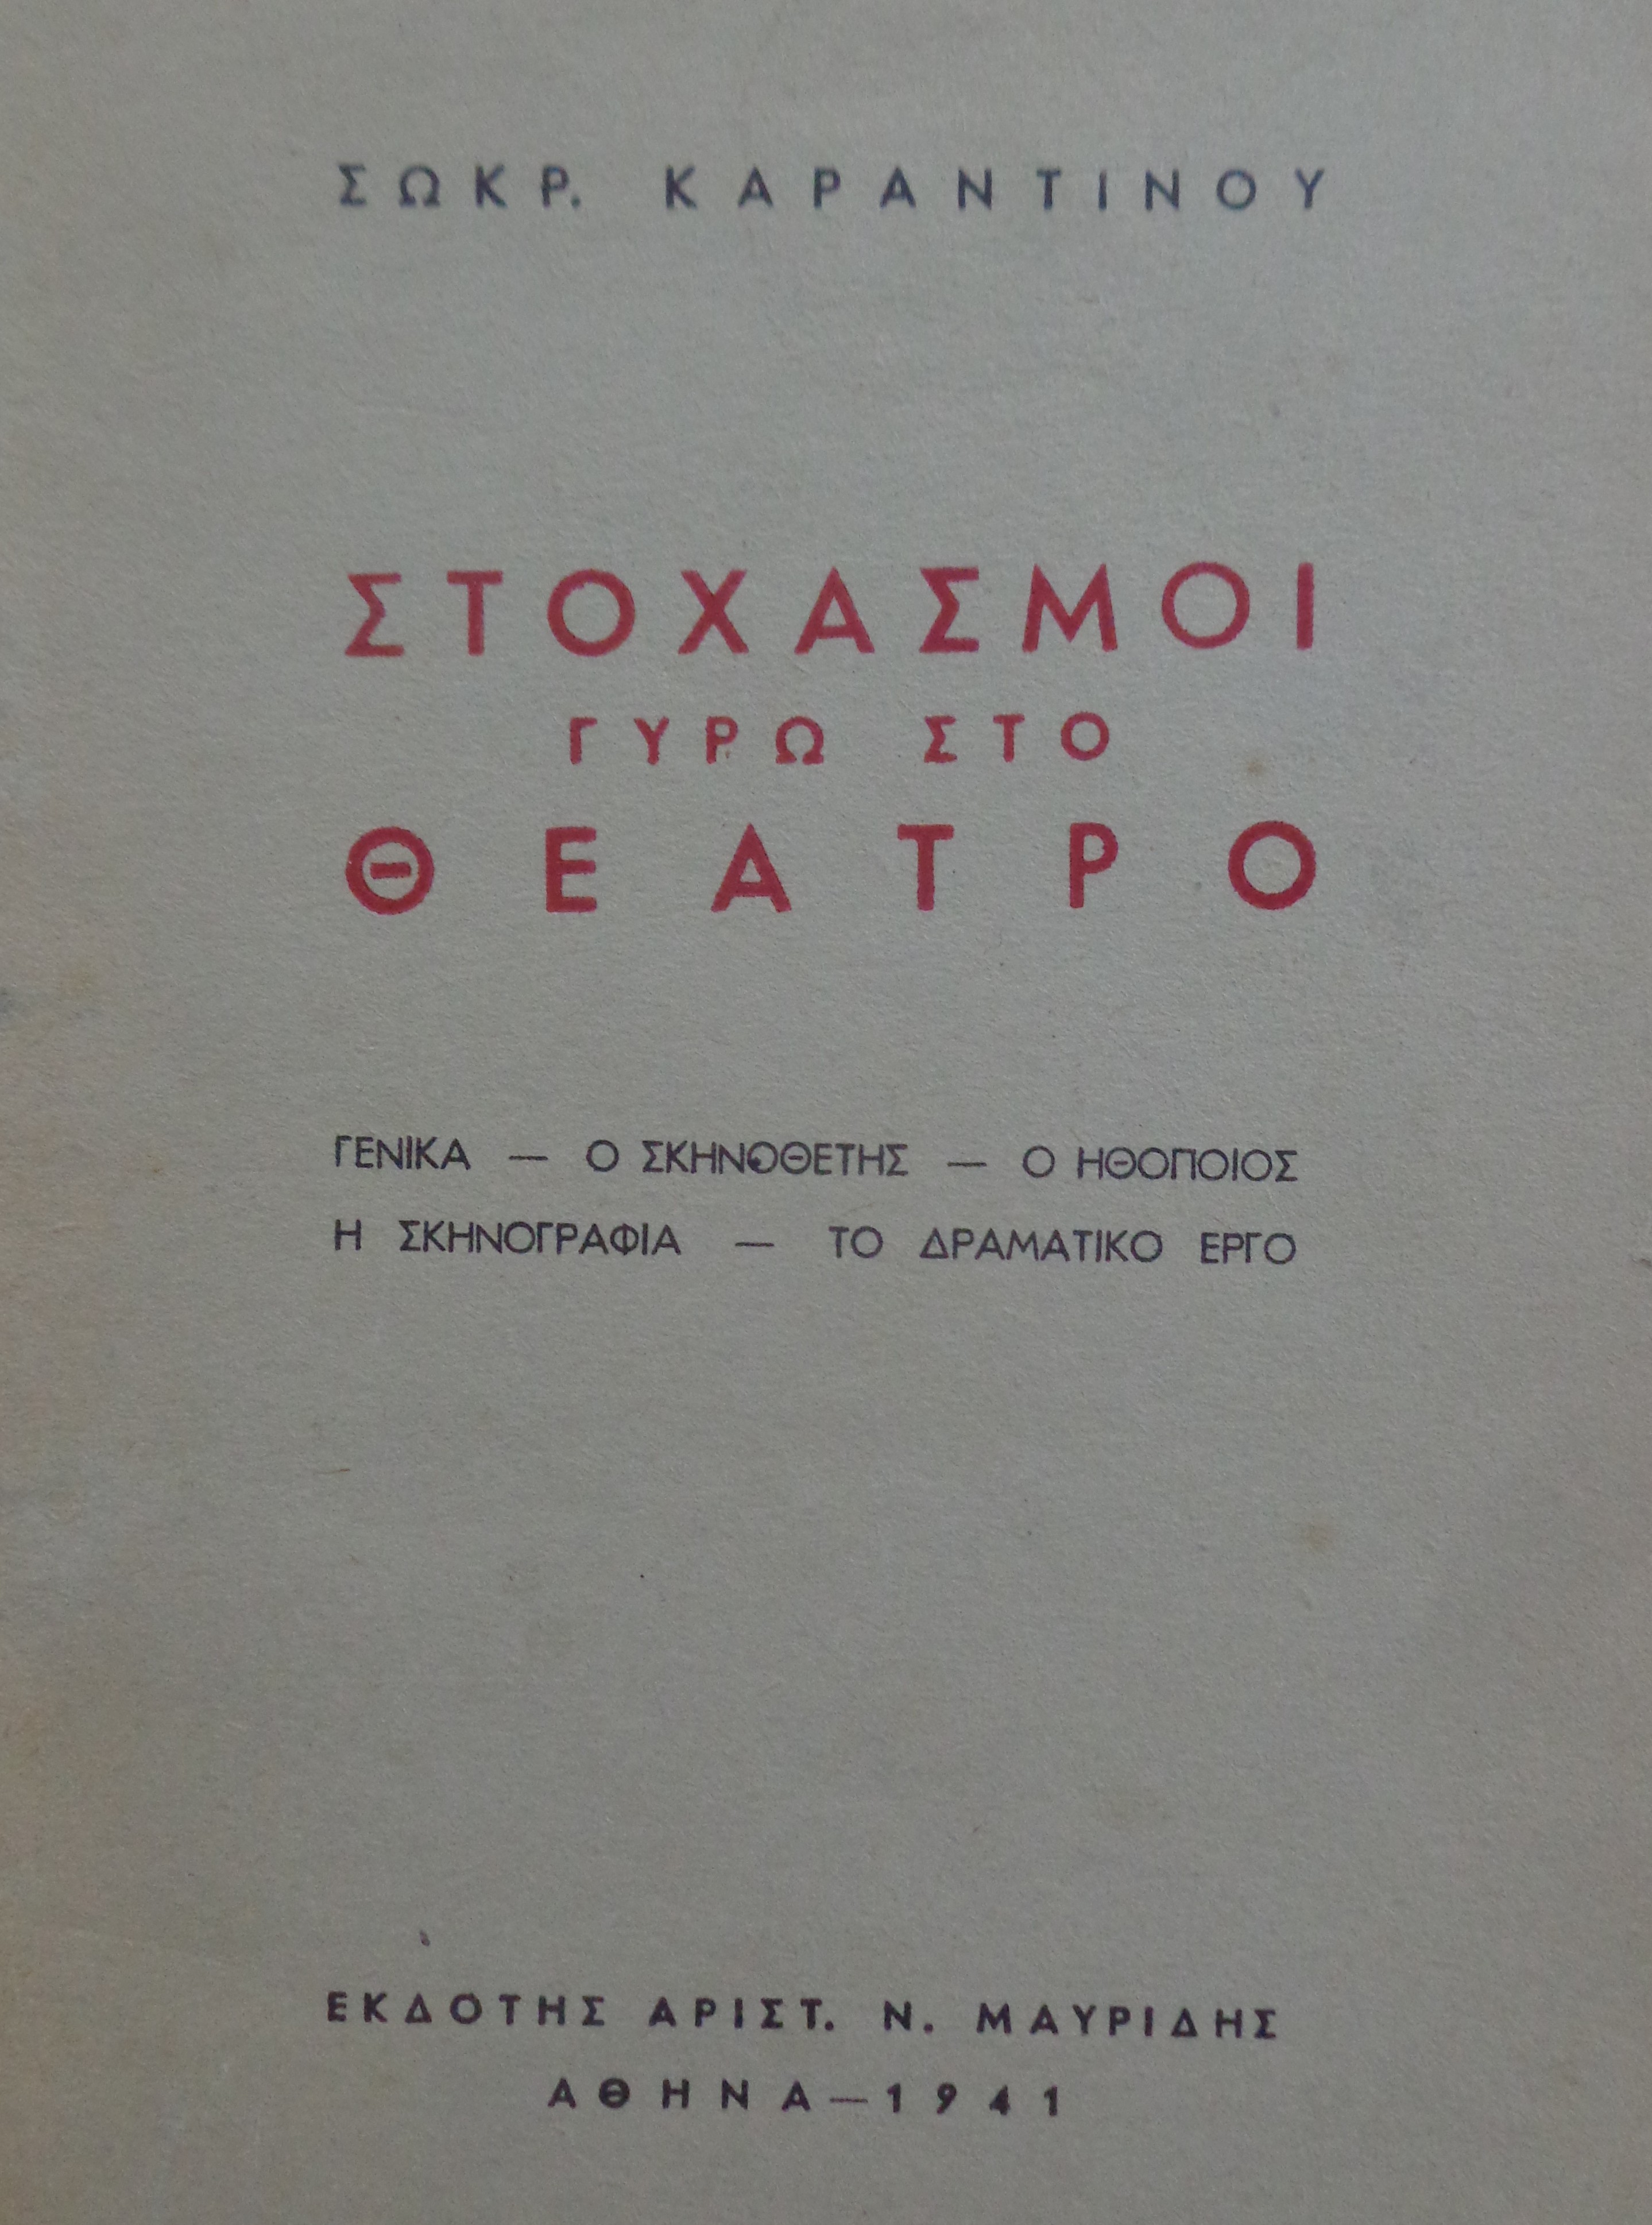 ΣΩΚΡ. ΚΑΡΑΝΤΙΝΟΥ
ΣΤΟΧΑΣΜΟΙ
ΓΥΡΩ ΣΤΟ
ΘΕΑΤΡΟ
ΓΕΝΙΚΑ — Ο ΣΚΗΝΟΘΕΤΗΣ — Ο ΗΘΟΠΟΙΟΣ
Η ΣΚΗΝΟΓΡΑΦΙΑ — ΤΟ ΔΡΑΜΑΤΙΚΟ ΕΡΓΟ
ΕΚΔΟΤΗΣ ΑΡΙΣΤ. Ν. ΜΑΥΡΙΔΗΣ
ΑΘΗΝΑ—1941